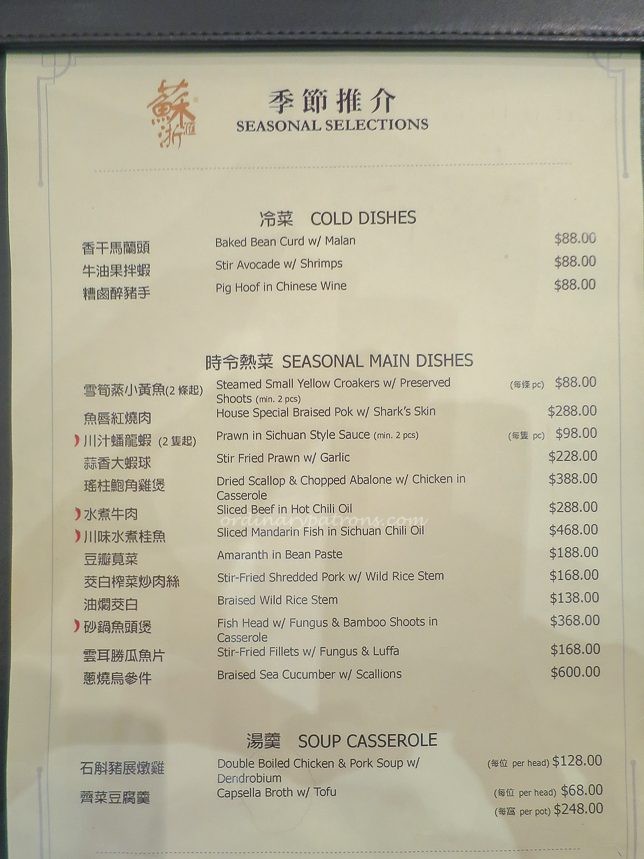 蘇浙滙
季節推介
SEASONAL SELECTIONS
冷菜 COLD DISHES
香干馬蘭頭 Baked Bean Curd w/ Malan $88.00
牛油果拌蝦 Stir Avocade w/ Shrimps $88.00
糟鹵醉豬手 Pig Hoof in Chinese Wine $88.00
時令熱菜 SEASONAL MAIN DISHES
雪筍蒸小黃魚(2 條起) Steamed Small Yellow Croakers w/ Preserved (每條 pc) $88.00
Shoots (min. 2 pcs)
魚唇紅燒肉 House Special Braised Pok w/ Shark's Skin $288.00
川汁蟠龍蝦 (2 隻起) Prawn in Sichuan Style Sauce (min. 2 pcs) (每隻 pc) $98.00
蒜香大蝦球 Stir Fried Prawn w/ Garlic $228.00
瑤柱鮑角雞煲 Dried Scallop & Chopped Abalone w/ Chicken in $388.00
Casserole
水煮牛肉 Sliced Beef in Hot Chili Oil $288.00
ordinarypatrons.com
川味水煮桂魚 Sliced Mandarin Fish in Sichuan Chili Oil $468.00
豆瓣莧菜 Amaranth in Bean Paste $188.00
茭白榨菜炒肉絲 Stir-Fried Shredded Pork w/ Wild Rice Stem $168.00
油燜茭白 Braised Wild Rice Stem $138.00
砂鍋魚頭煲 Fish Head w/ Fungus & Bamboo Shoots in $368.00
Casserole
雲耳勝瓜魚片 Stir-Fried Fillets w/ Fungus & Luffa $168.00
蔥燒烏參件 Braised Sea Cucumber w/ Scallions $600.00
湯羹 SOUP CASSEROLE
石斛豬展燉雞 Double Boiled Chicken & Pork Soup w/ (每位 per head) $128.00
Dendrobium
薺菜豆腐羹 Capsella Broth w/ Tofu (每位 per head) $68.00
(每窩 per pot) $248.00